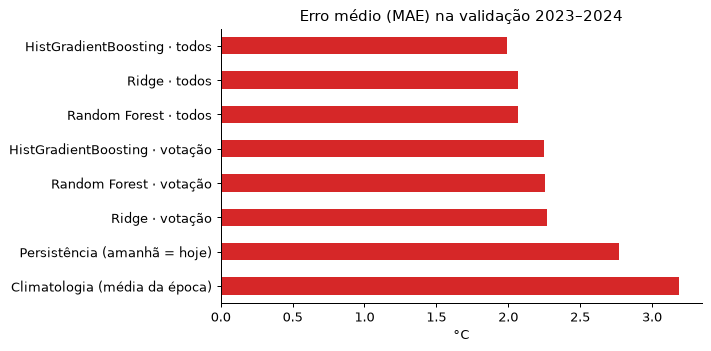 Erro médio (MAE) na validação 2023–2024
HistGradientBoosting · todos
Ridge · todos
Random Forest · todos
HistGradientBoosting · votação
Random Forest · votação
Ridge · votação
Persistência (amanhã = hoje)
Climatologia (média da época)
0.0 0.5 1.0 1.5 2.0 2.5 3.0
°C